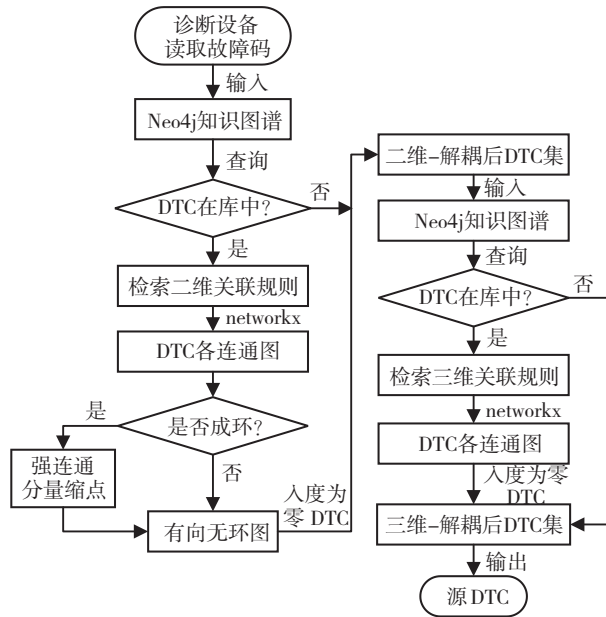 诊断设备
读取故障码
输入
Neo4j知识图谱
查询
DTC在库中?
否
是
检索二维关联规则
networkx
DTC各连通图
是否成环?
是
强连通
分量缩点
否
有向无环图
入度为
零 DTC
二维-解耦后DTC集
输入
Neo4j知识图谱
查询
DTC在库中?
否
是
检索三维关联规则
networkx
DTC各连通图
入度为零
DTC
三维-解耦后DTC集
输出
源 DTC